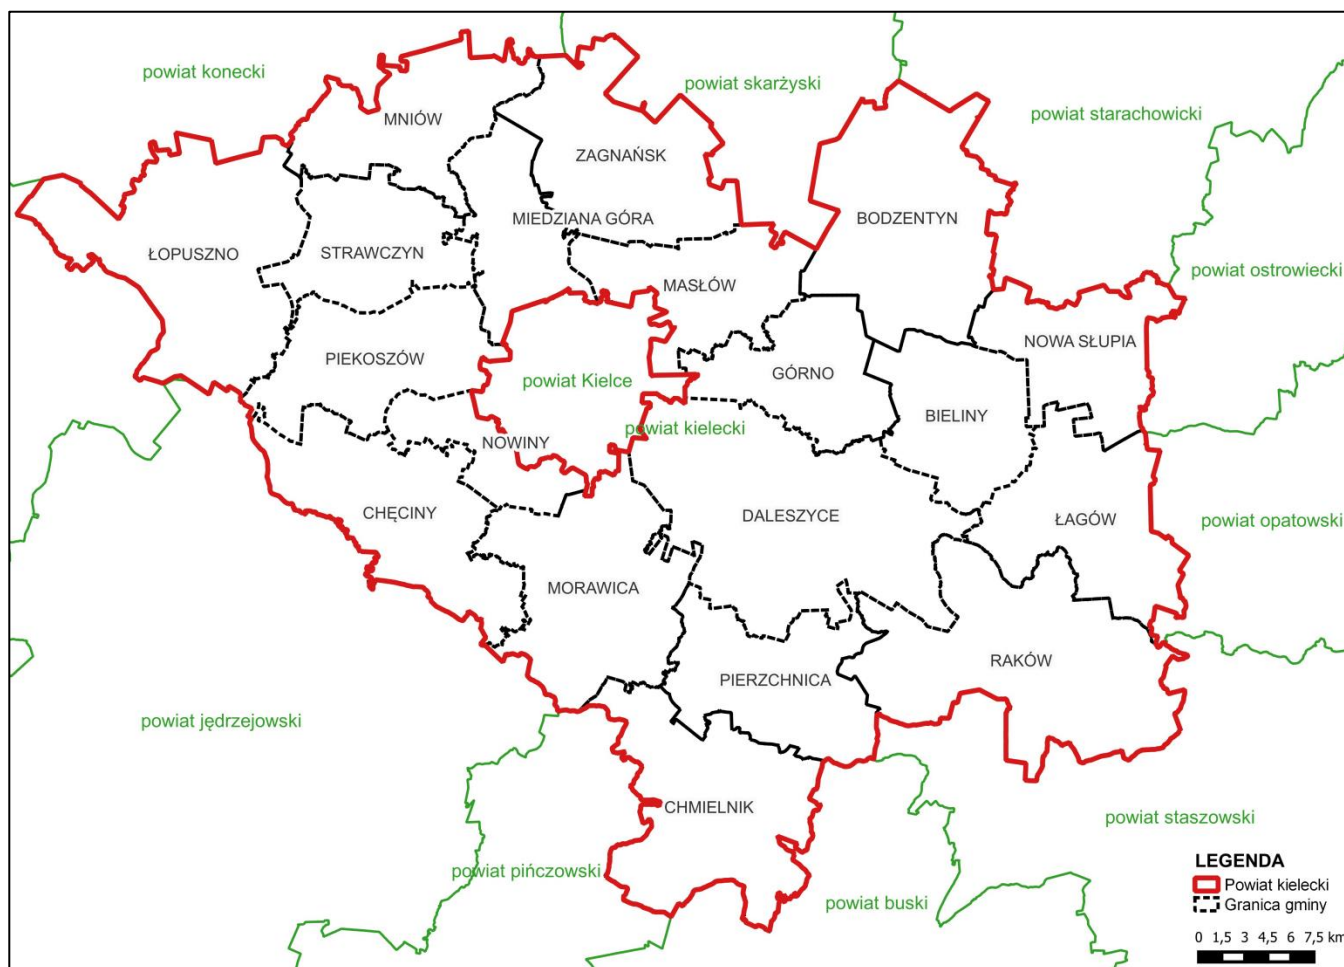 powiat konecki
powiat skarżyski
powiat starachowicki
MNIÓW
ZAGNAŃSK
MIEDZIANA GÓRA
BODZENTYN
ŁOPUSZNO
STRAWCZYN
powiat ostrowiecki
MASŁÓW
NOWA SŁUPIA
PIEKOSZÓW
GÓRNO
powiat Kielce
BIELINY
powiat kielecki
NOWINY
CHĘCINY
DALESZYCE
ŁAGÓW
powiat opatowski
MORAWICA
RAKÓW
PIERZCHNICA
powiat jędrzejowski
CHMIELNIK
powiat staszowski
powiat pińczowski
powiat buski
LEGENDA
Powiat kielecki
Granica gminy
0 1,5 3 4,5 6 7,5 km